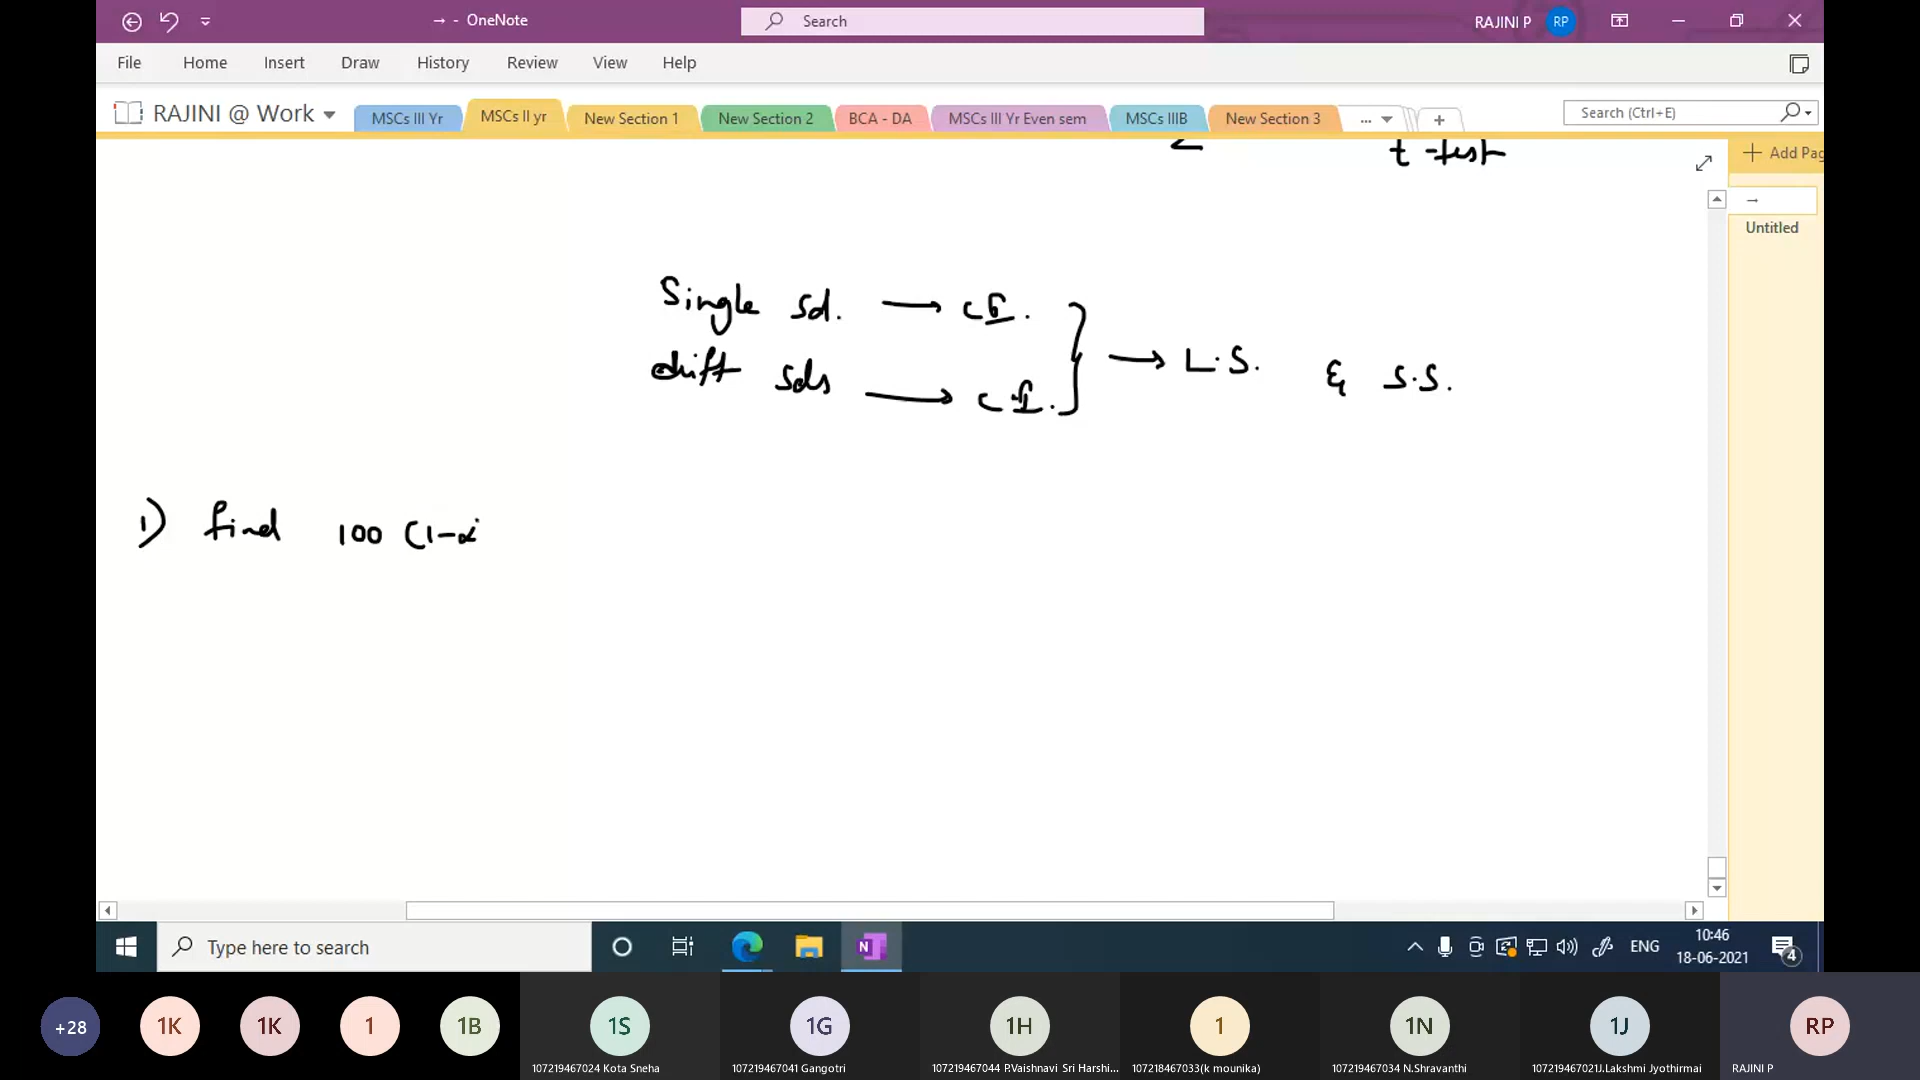 → - OneNote
Search
RAJINI P
RP
File Home Insert Draw History Review View Help
RAJINI @ Work
MSCs III Yr
MSCs II yr
New Section 1
New Section 2
BCA - DA
MSCs III Yr Even sem
MSCs IIIB
New Section 3
...
+
Search (Ctrl+E)
+ Add Pag
→
Untitled
t-test
Single sd. → C.I. } → L.S. & S.S.
diff sds → C.I.
1) find 100 (1-α
Type here to search
ENG
10:46
18-06-2021
4
+28
1K
1K
1
1B
1S
1G
1H
1
1N
1J
RP
107219467024 Kota Sneha
107219467041 Gangotri
107219467044 P.Vaishnavi Sri Harshi...
107218467033(k mounika)
107219467034 N.Shravanthi
107219467021J.Lakshmi Jyothirmai
RAJINI P